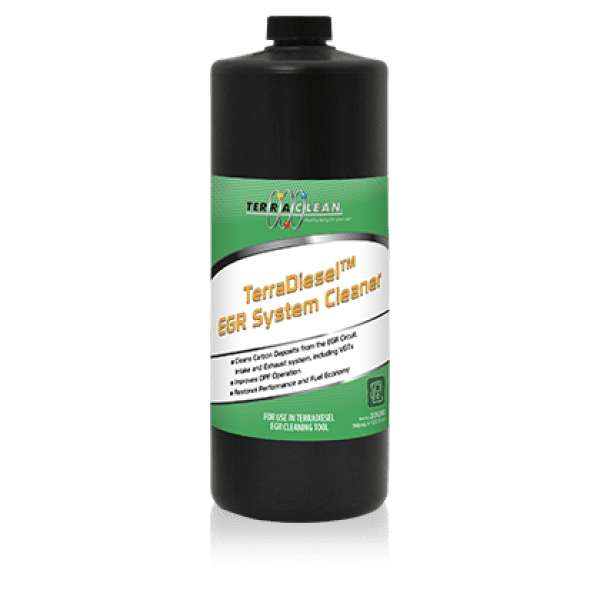 TERRACLEAN
TerraDiesel™
EGR System Cleaner
• Cleans Carbon Deposits from the EGR Circuit,
Intake and Exhaust system, including VGTs
• Improves DPF Operation
• Restores Performance and Fuel Economy
FOR USE IN TERRADIESEL
EGR CLEANING TOOL